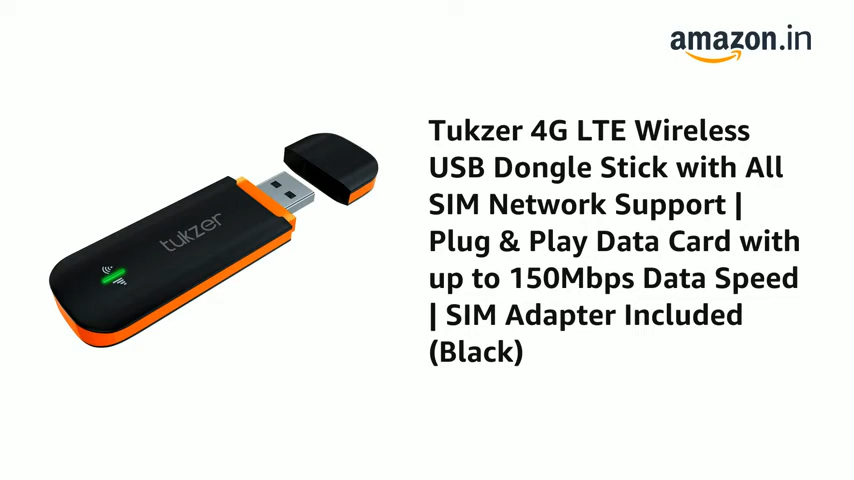 amazon.in
Tukzer 4G LTE Wireless
USB Dongle Stick with All
SIM Network Support |
Plug & Play Data Card with
up to 150Mbps Data Speed
| SIM Adapter Included
(Black)
tukzer